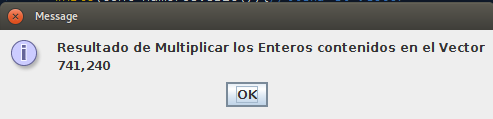 Message
Resultado de Multiplicar los Enteros contenidos en el Vector
741,240
OK